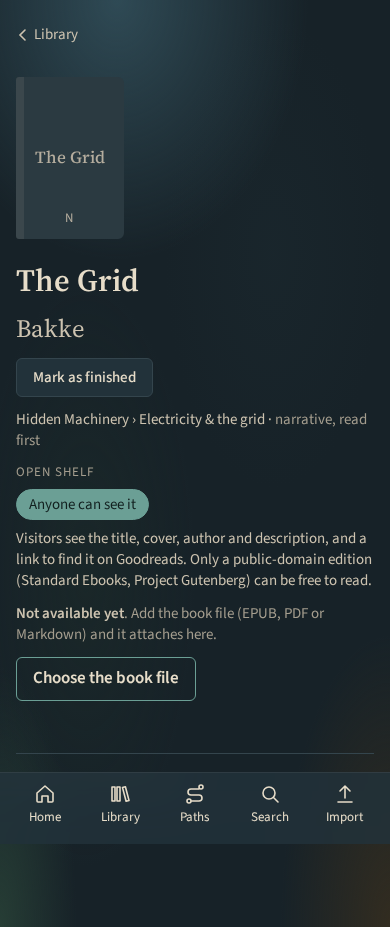 Library
The Grid
N
The Grid
Bakke
Mark as finished
Hidden Machinery › Electricity & the grid · narrative, read
first
OPEN SHELF
Anyone can see it
Visitors see the title, cover, author and description, and a
link to find it on Goodreads. Only a public-domain edition
(Standard Ebooks, Project Gutenberg) can be free to read.
Not available yet. Add the book file (EPUB, PDF or
Markdown) and it attaches here.
Choose the book file
Home Library Paths Search Import